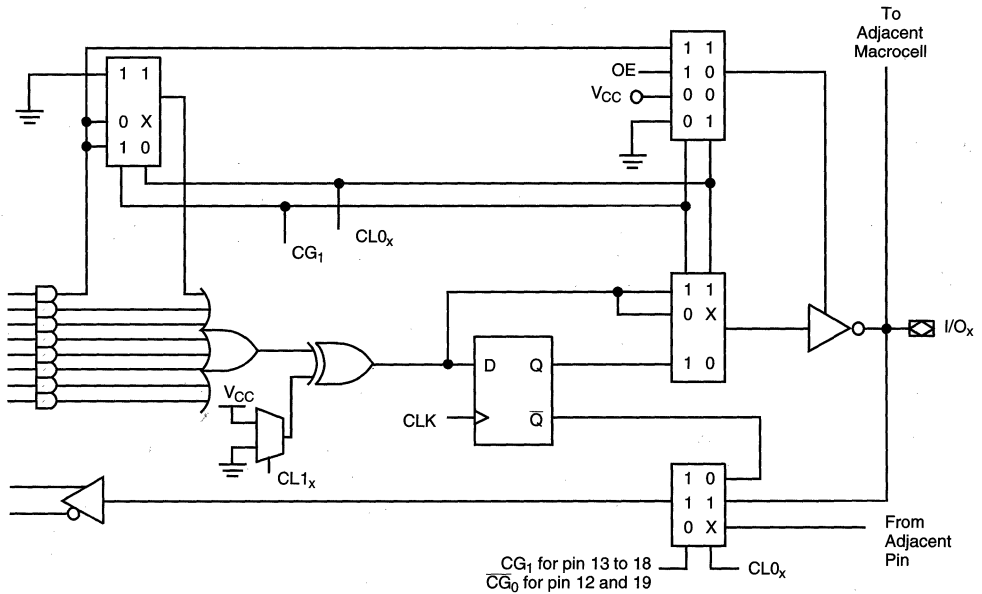 To
Adjacent
Macrocell
1 1
OE
1 0
VCC
0 0
0 1
1 1
0 X
1 0
CL0x
CG1
1 1
0 X
1 0
I/Ox
D Q
CLK
Q̅
VCC
CL1x
1 0
1 1
0 X
From
Adjacent
Pin
CG1 for pin 13 to 18
C̅G̅0 for pin 12 and 19
CL0x